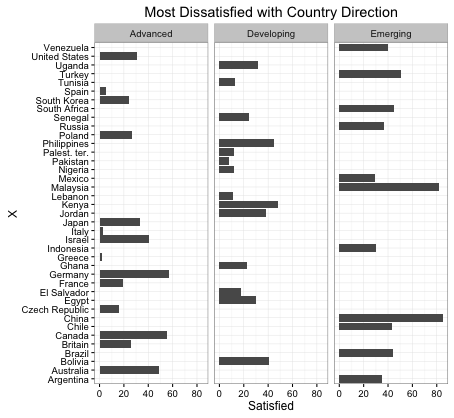 Most Dissatisfied with Country Direction
Advanced
Developing
Emerging
X
Venezuela
United States
Uganda
Turkey
Tunisia
Spain
South Korea
South Africa
Senegal
Russia
Poland
Philippines
Palest. ter.
Pakistan
Nigeria
Mexico
Malaysia
Lebanon
Kenya
Jordan
Japan
Italy
Israel
Indonesia
Greece
Ghana
Germany
France
El Salvador
Egypt
Czech Republic
China
Chile
Canada
Britain
Brazil
Bolivia
Australia
Argentina
0 20 40 60 80 0 20 40 60 80 0 20 40 60 80
Satisfied